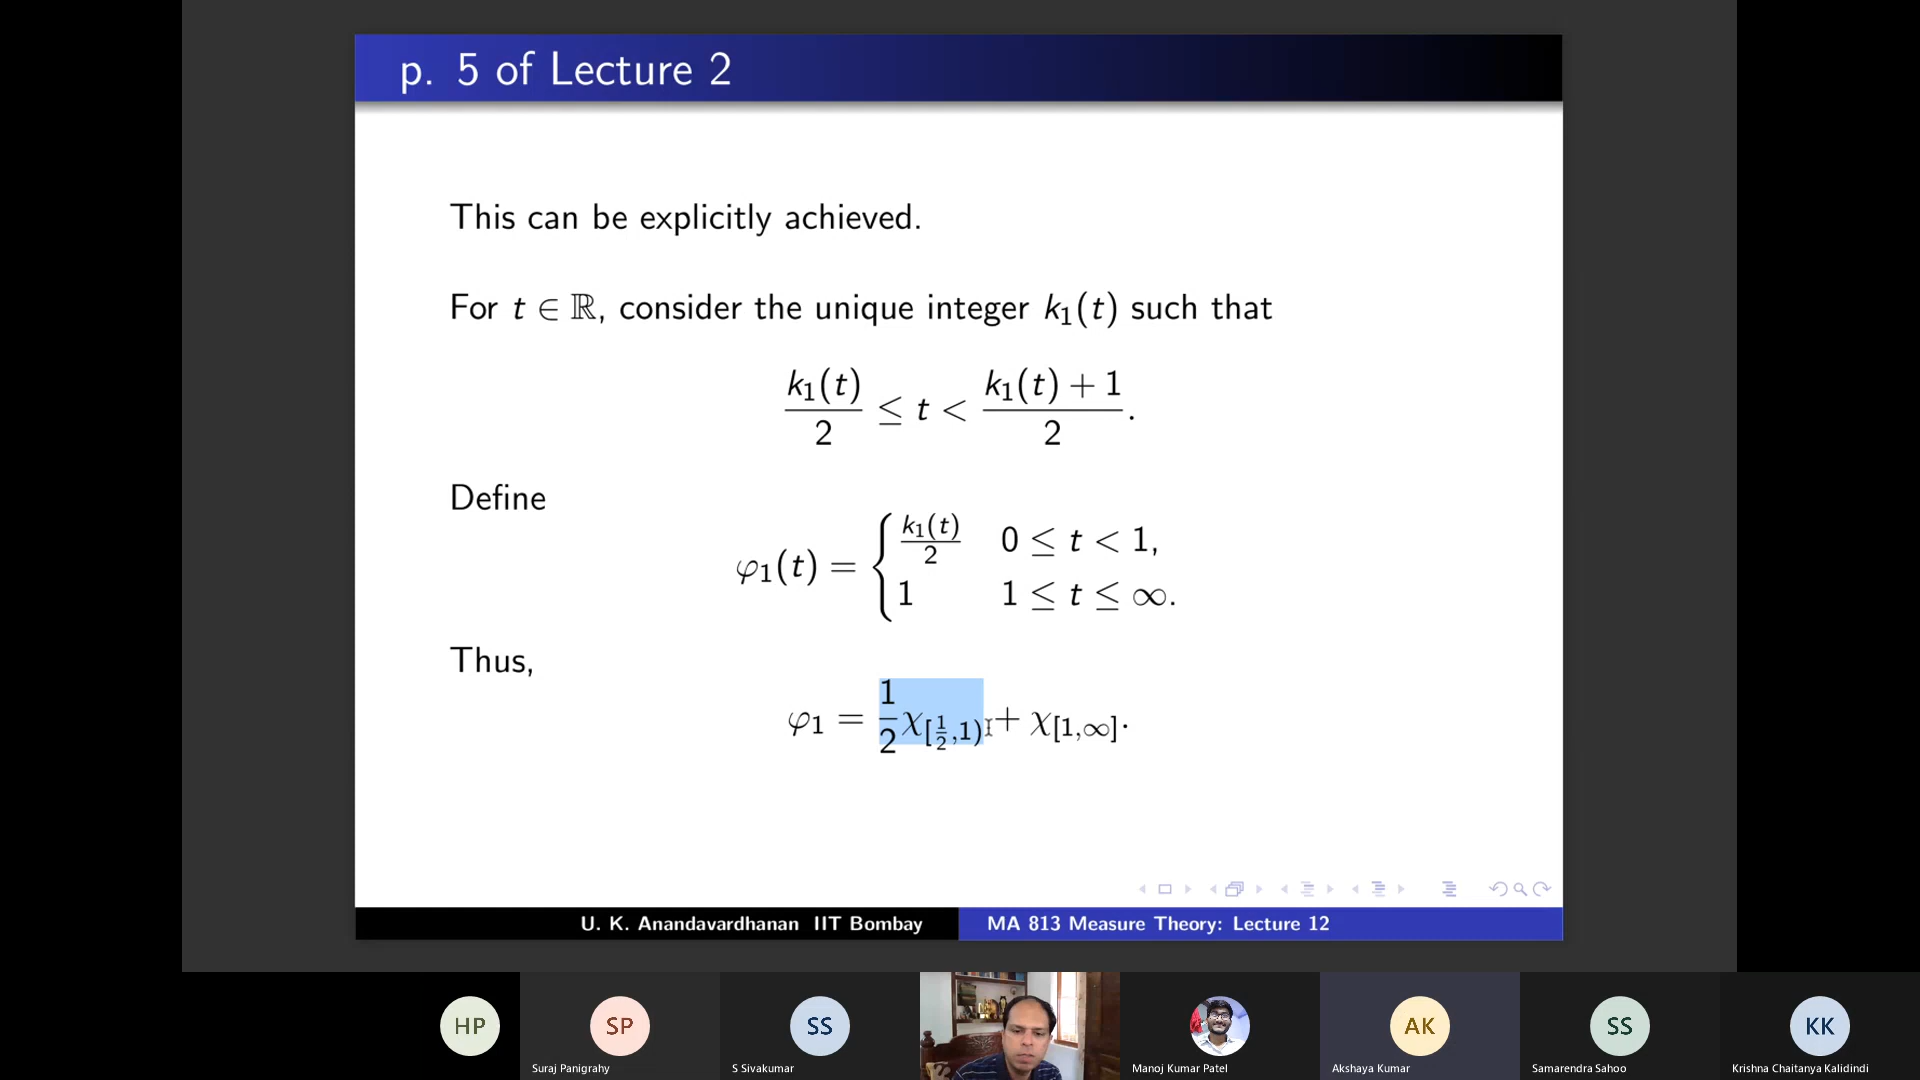 p. 5 of Lecture 2
This can be explicitly achieved.
For t ∈ ℝ, consider the unique integer k₁(t) such that
k₁(t)/2 ≤ t < (k₁(t) + 1)/2.
Define
φ₁(t) = { k₁(t)/2 0 ≤ t < 1,
1 1 ≤ t ≤ ∞.
Thus,
φ₁ = 1/2 χ_[1/2,1) + χ_[1,∞].
U. K. Anandavardhanan IIT Bombay MA 813 Measure Theory: Lecture 12
HP SP SS AK SS KK
Suraj Panigrahy S Sivakumar Manoj Kumar Patel Akshaya Kumar Samarendra Sahoo Krishna Chaitanya Kalidindi